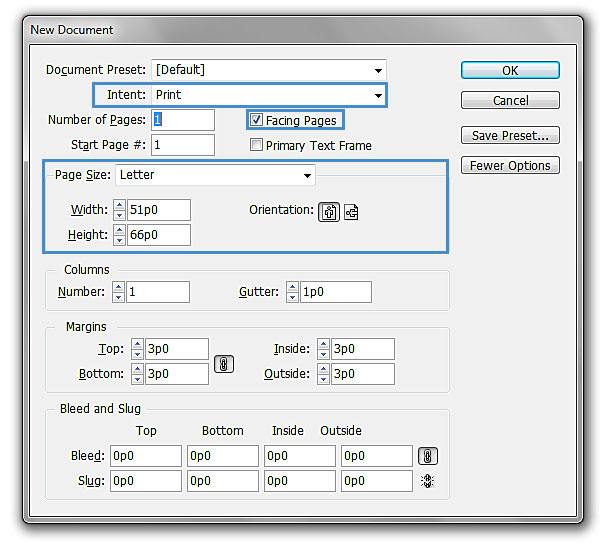 New Document
Document Preset: [Default] OK
Intent: Print Cancel
Number of Pages: 1 Facing Pages
Start Page #: 1 Primary Text Frame Save Preset...
Page Size: Letter Fewer Options
Width: 51p0 Orientation:
Height: 66p0
Columns
Number: 1 Gutter: 1p0
Margins
Top: 3p0 Inside: 3p0
Bottom: 3p0 Outside: 3p0
Bleed and Slug
Top Bottom Inside Outside
Bleed: 0p0 0p0 0p0 0p0
Slug: 0p0 0p0 0p0 0p0